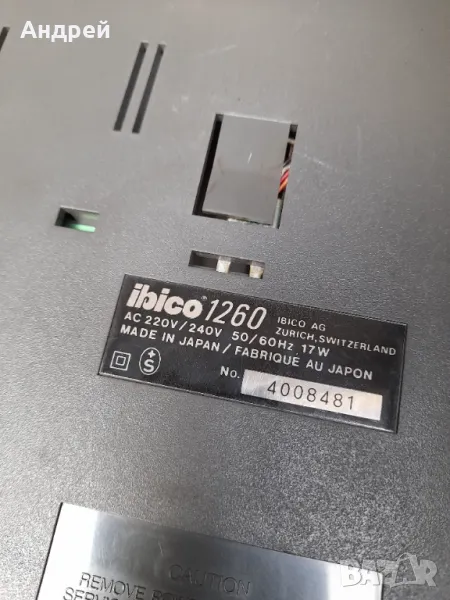 Андрей
ibico® 1260
IBICO AG
ZURICH, SWITZERLAND
AC 220V/240V 50/60Hz 17W
MADE IN JAPAN / FABRIQUÉ AU JAPON
S
No. 4008481
CAUTION
REMOVE
bazar